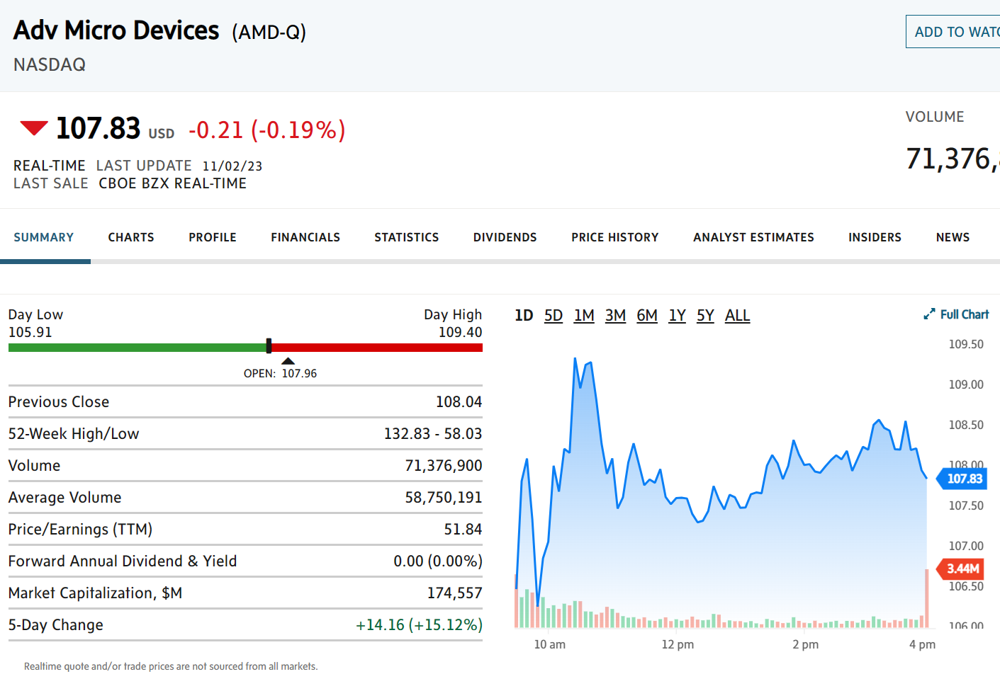 Adv Micro Devices (AMD-Q)
ADD TO WATC
NASDAQ
107.83 USD -0.21 (-0.19%)
VOLUME
71,376,
REAL-TIME LAST UPDATE 11/02/23
LAST SALE CBOE BZX REAL-TIME
SUMMARY CHARTS PROFILE FINANCIALS STATISTICS DIVIDENDS PRICE HISTORY ANALYST ESTIMATES INSIDERS NEWS
Day Low Day High
105.91 109.40
OPEN: 107.96
Previous Close 108.04
52-Week High/Low 132.83 - 58.03
Volume 71,376,900
Average Volume 58,750,191
Price/Earnings (TTM) 51.84
Forward Annual Dividend & Yield 0.00 (0.00%)
Market Capitalization, $M 174,557
5-Day Change +14.16 (+15.12%)
Realtime quote and/or trade prices are not sourced from all markets.
1D 5D 1M 3M 6M 1Y 5Y ALL
Full Chart
109.50
109.00
108.50
108.00
107.83
107.50
107.00
3.44M
106.50
106.00
10 am 12 pm 2 pm 4 pm